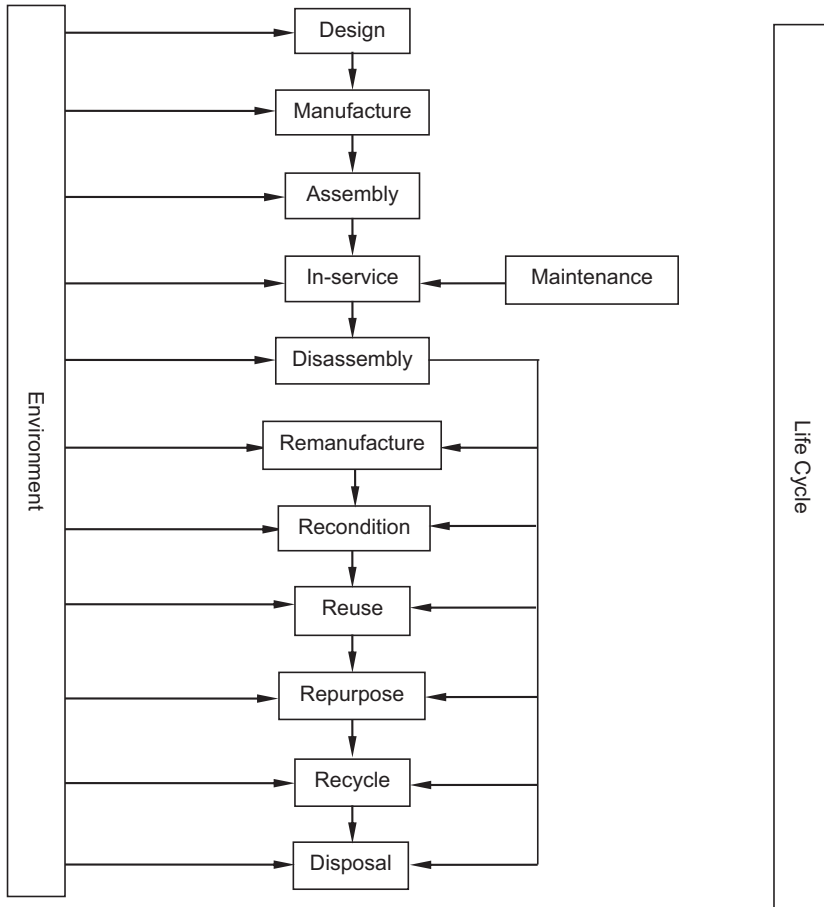 Design
Manufacture
Assembly
In-service
Maintenance
Disassembly
Remanufacture
Recondition
Reuse
Repurpose
Recycle
Disposal
Environment
Life Cycle